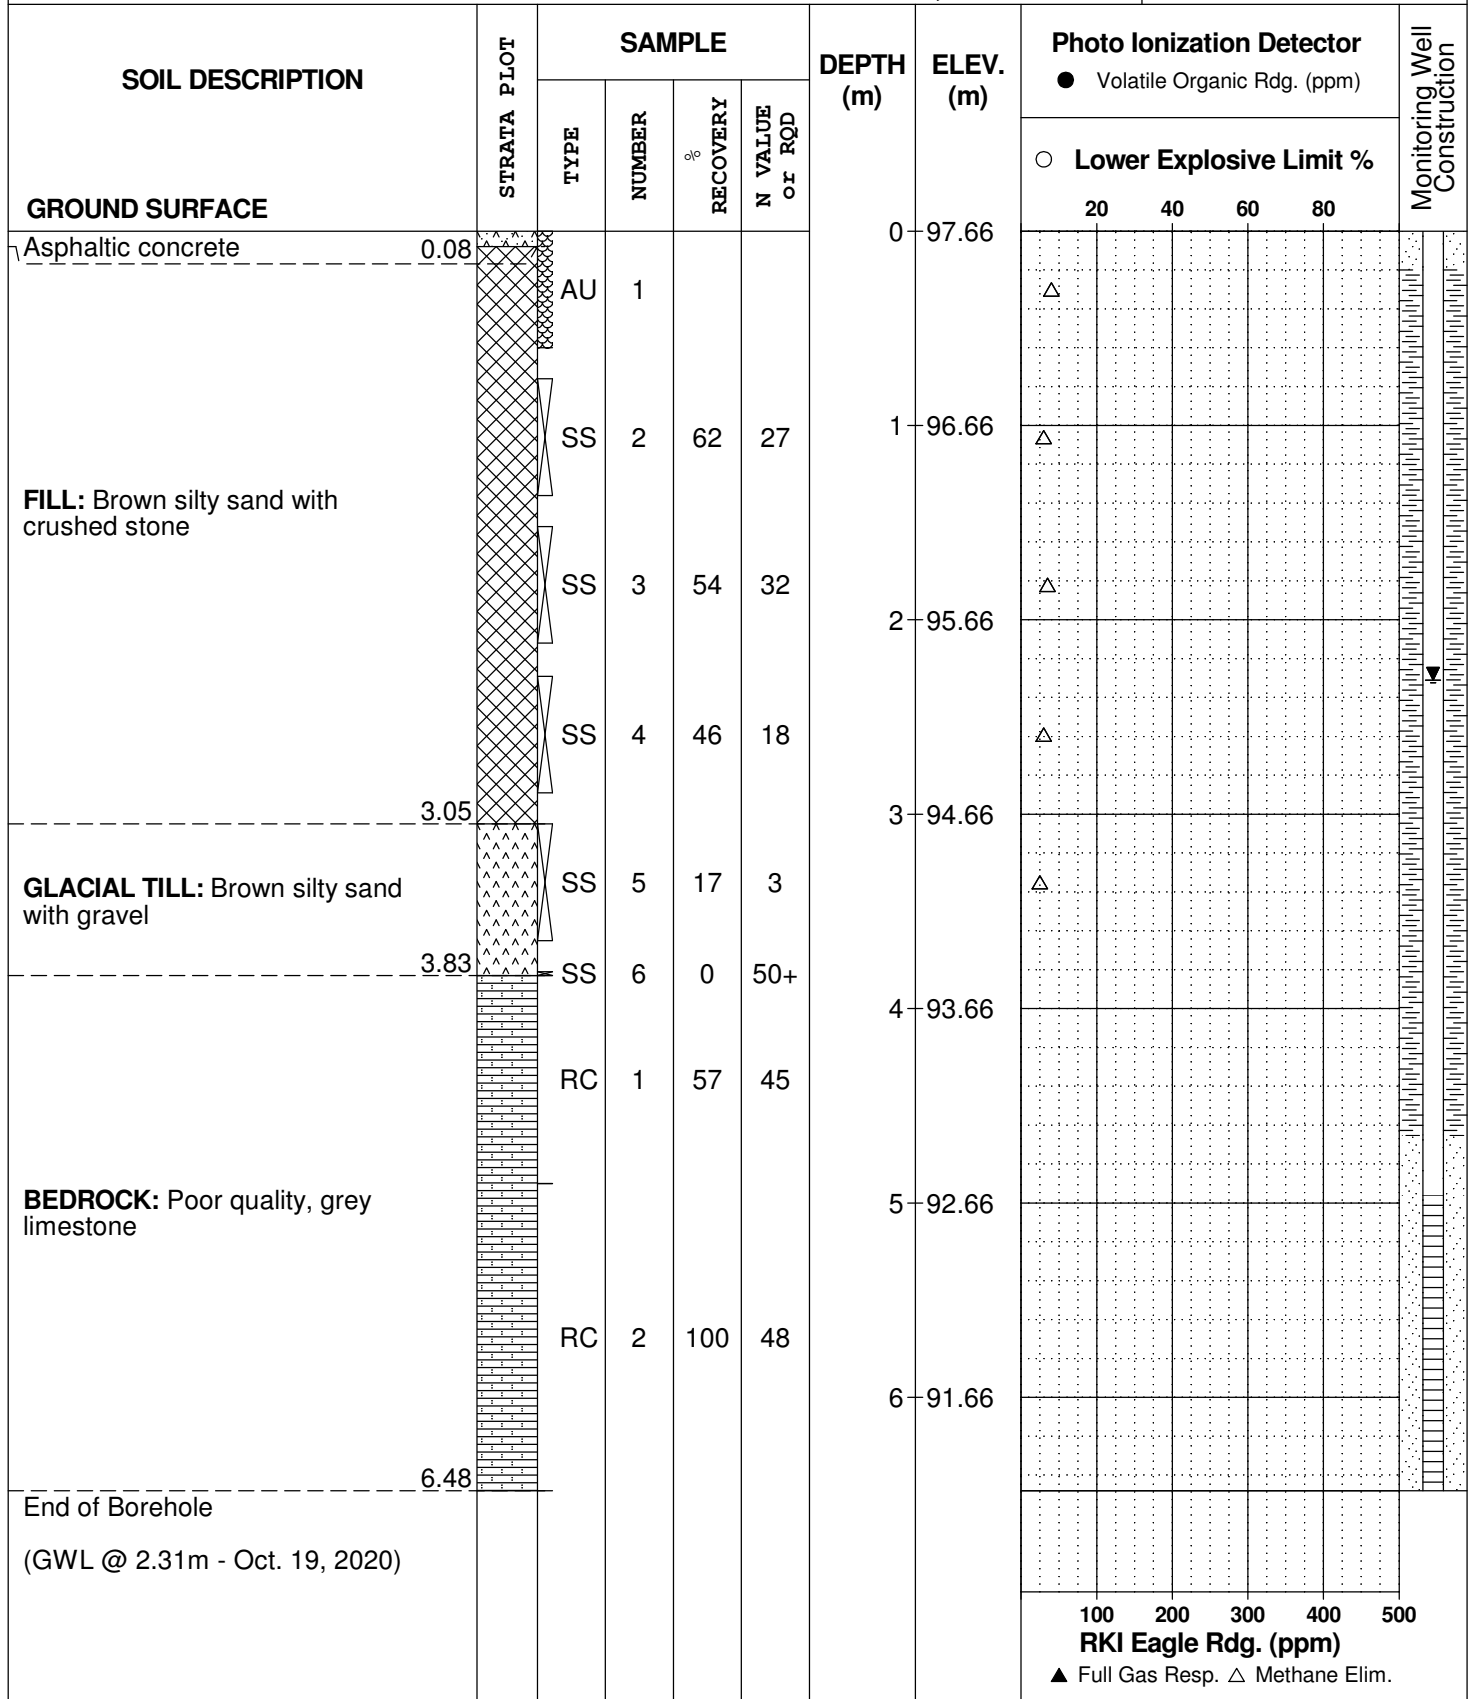 SOIL DESCRIPTION
GROUND SURFACE
STRATA PLOT
SAMPLE
TYPE
NUMBER
% RECOVERY
N VALUE or RQD
DEPTH (m)
ELEV. (m)
Photo Ionization Detector
● Volatile Organic Rdg. (ppm)
○ Lower Explosive Limit %
20 40 60 80
Monitoring Well Construction
0 97.66
Asphaltic concrete 0.08
AU 1
1 96.66
SS 2 62 27
FILL: Brown silty sand with
crushed stone
SS 3 54 32
2 95.66
SS 4 46 18
3.05
3 94.66
GLACIAL TILL: Brown silty sand
with gravel
SS 5 17 3
3.83
SS 6 0 50+
4 93.66
RC 1 57 45
BEDROCK: Poor quality, grey
limestone
5 92.66
RC 2 100 48
6 91.66
6.48
End of Borehole
(GWL @ 2.31m - Oct. 19, 2020)
100 200 300 400 500
RKI Eagle Rdg. (ppm)
▲ Full Gas Resp. △ Methane Elim.